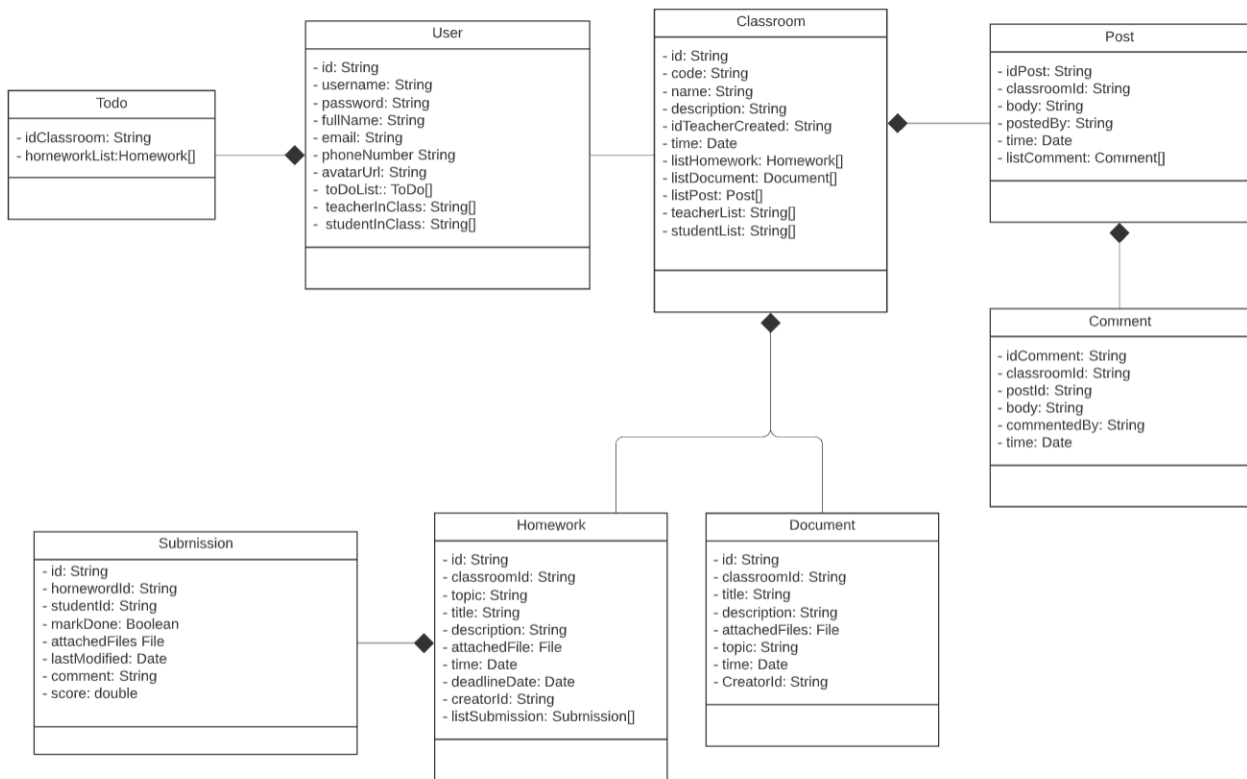 Todo
- idClassroom: String
- homeworkList:Homework[]
User
- id: String
- username: String
- password: String
- fullName: String
- email: String
- phoneNumber String
- avatarUrl: String
- toDoList:: ToDo[]
- teacherInClass: String[]
- studentInClass: String[]
Classroom
- id: String
- code: String
- name: String
- description: String
- idTeacherCreated: String
- time: Date
- listHomework: Homework[]
- listDocument: Document[]
- listPost: Post[]
- teacherList: String[]
- studentList: String[]
Post
- idPost: String
- classroomId: String
- body: String
- postedBy: String
- time: Date
- listComment: Comment[]
Comment
- idComment: String
- classroomId: String
- postId: String
- body: String
- commentedBy: String
- time: Date
Submission
- id: String
- homewordId: String
- studentId: String
- markDone: Boolean
- attachedFiles File
- lastModified: Date
- comment: String
- score: double
Homework
- id: String
- classroomId: String
- topic: String
- title: String
- description: String
- attachedFile: File
- time: Date
- deadlineDate: Date
- creatorId: String
- listSubmission: Submission[]
Document
- id: String
- classroomId: String
- title: String
- description: String
- attachedFiles: File
- topic: String
- time: Date
- CreatorId: String